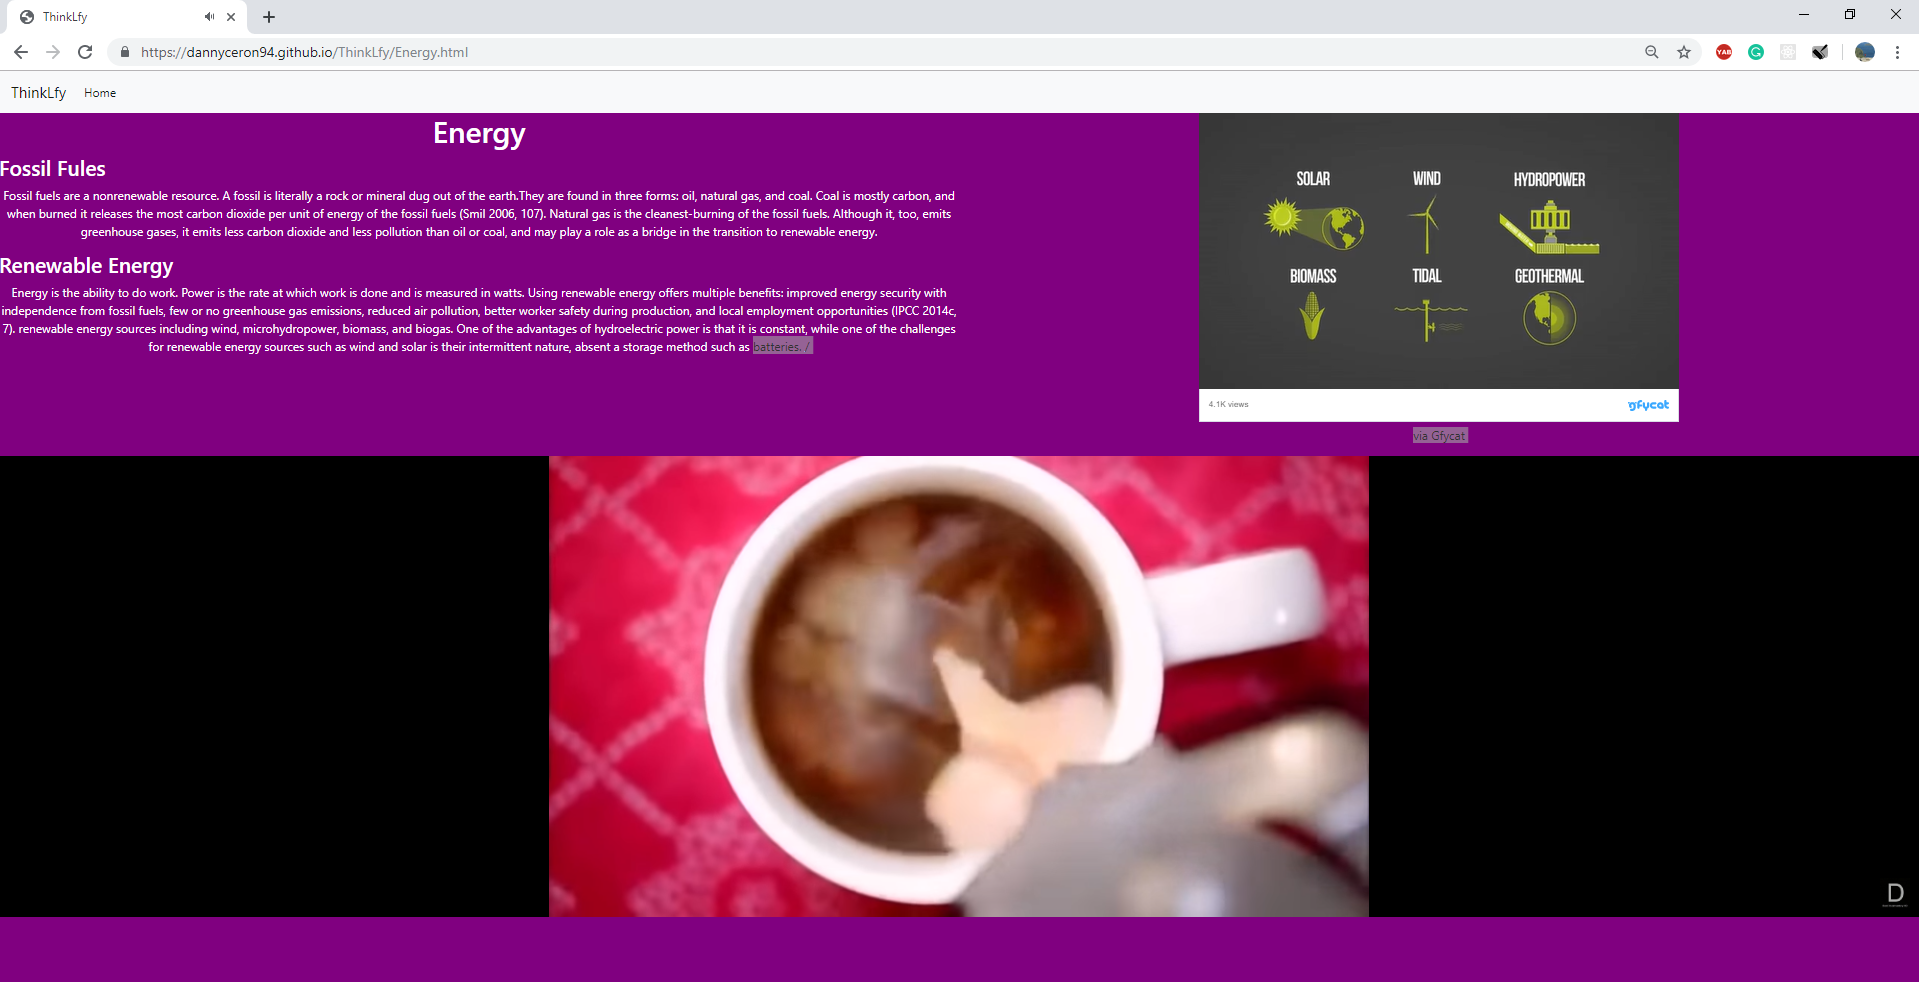 ThinkLfy
https://dannyceron94.github.io/ThinkLfy/Energy.html
YAB
G
ThinkLfy Home
Energy
Fossil Fules
Fossil fuels are a nonrenewable resource. A fossil is literally a rock or mineral dug out of the earth.They are found in three forms: oil, natural gas, and coal. Coal is mostly carbon, and
when burned it releases the most carbon dioxide per unit of energy of the fossil fuels (Smil 2006, 107). Natural gas is the cleanest-burning of the fossil fuels. Although it, too, emits
greenhouse gases, it emits less carbon dioxide and less pollution than oil or coal, and may play a role as a bridge in the transition to renewable energy.
Renewable Energy
Energy is the ability to do work. Power is the rate at which work is done and is measured in watts. Using renewable energy offers multiple benefits: improved energy security with
independence from fossil fuels, few or no greenhouse gas emissions, reduced air pollution, better worker safety during production, and local employment opportunities (IPCC 2014c,
7). renewable energy sources including wind, microhydropower, biomass, and biogas. One of the advantages of hydroelectric power is that it is constant, while one of the challenges
for renewable energy sources such as wind and solar is their intermittent nature, absent a storage method such as batteries. /
SOLAR WIND HYDROPOWER
BIOMASS TIDAL GEOTHERMAL
4.1K views gfycat
via Gfycat
D